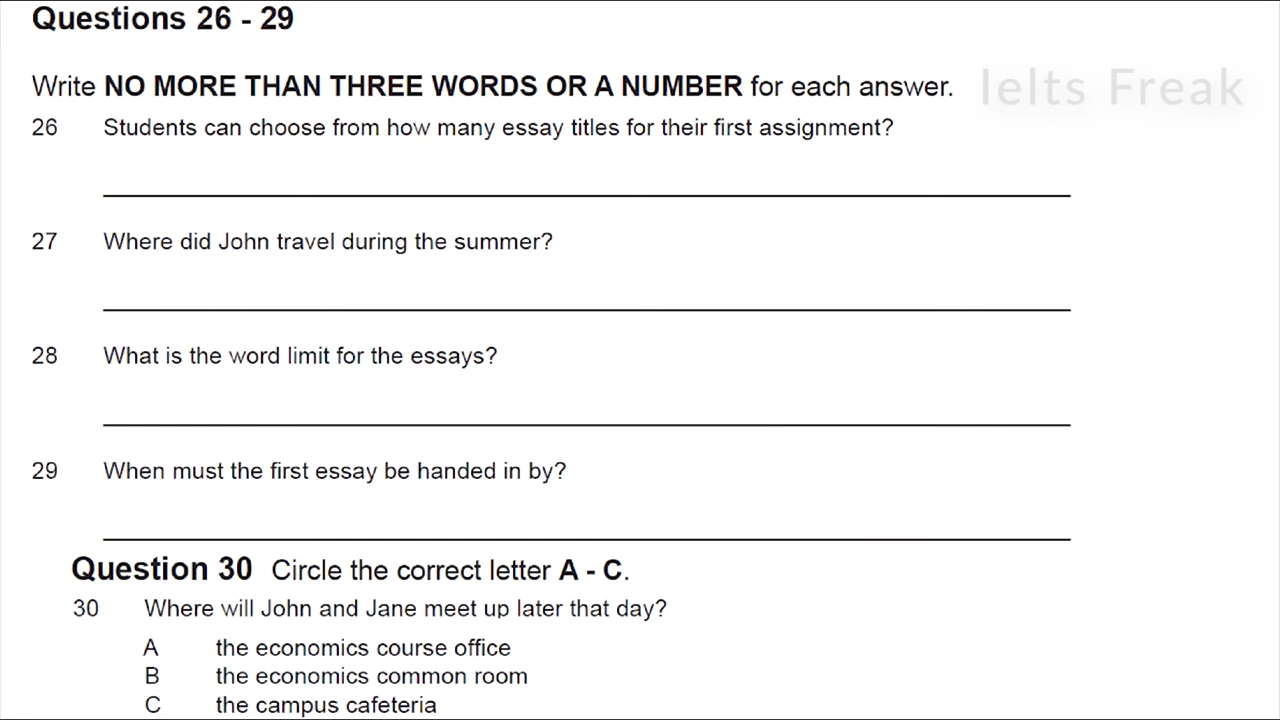 Questions 26 - 29
Write NO MORE THAN THREE WORDS OR A NUMBER for each answer.
Ielts Freak
26 Students can choose from how many essay titles for their first assignment?
27 Where did John travel during the summer?
28 What is the word limit for the essays?
29 When must the first essay be handed in by?
Question 30 Circle the correct letter A - C.
30 Where will John and Jane meet up later that day?
A the economics course office
B the economics common room
C the campus cafeteria